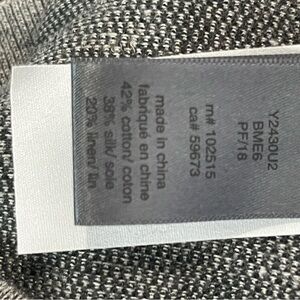 Y2430U2
BME6
PF/18
rn# 102515
ca# 59673
made in china
fabriqué en chine
42% cotton/ coton
38% silk/ soie
20% linen/ lin